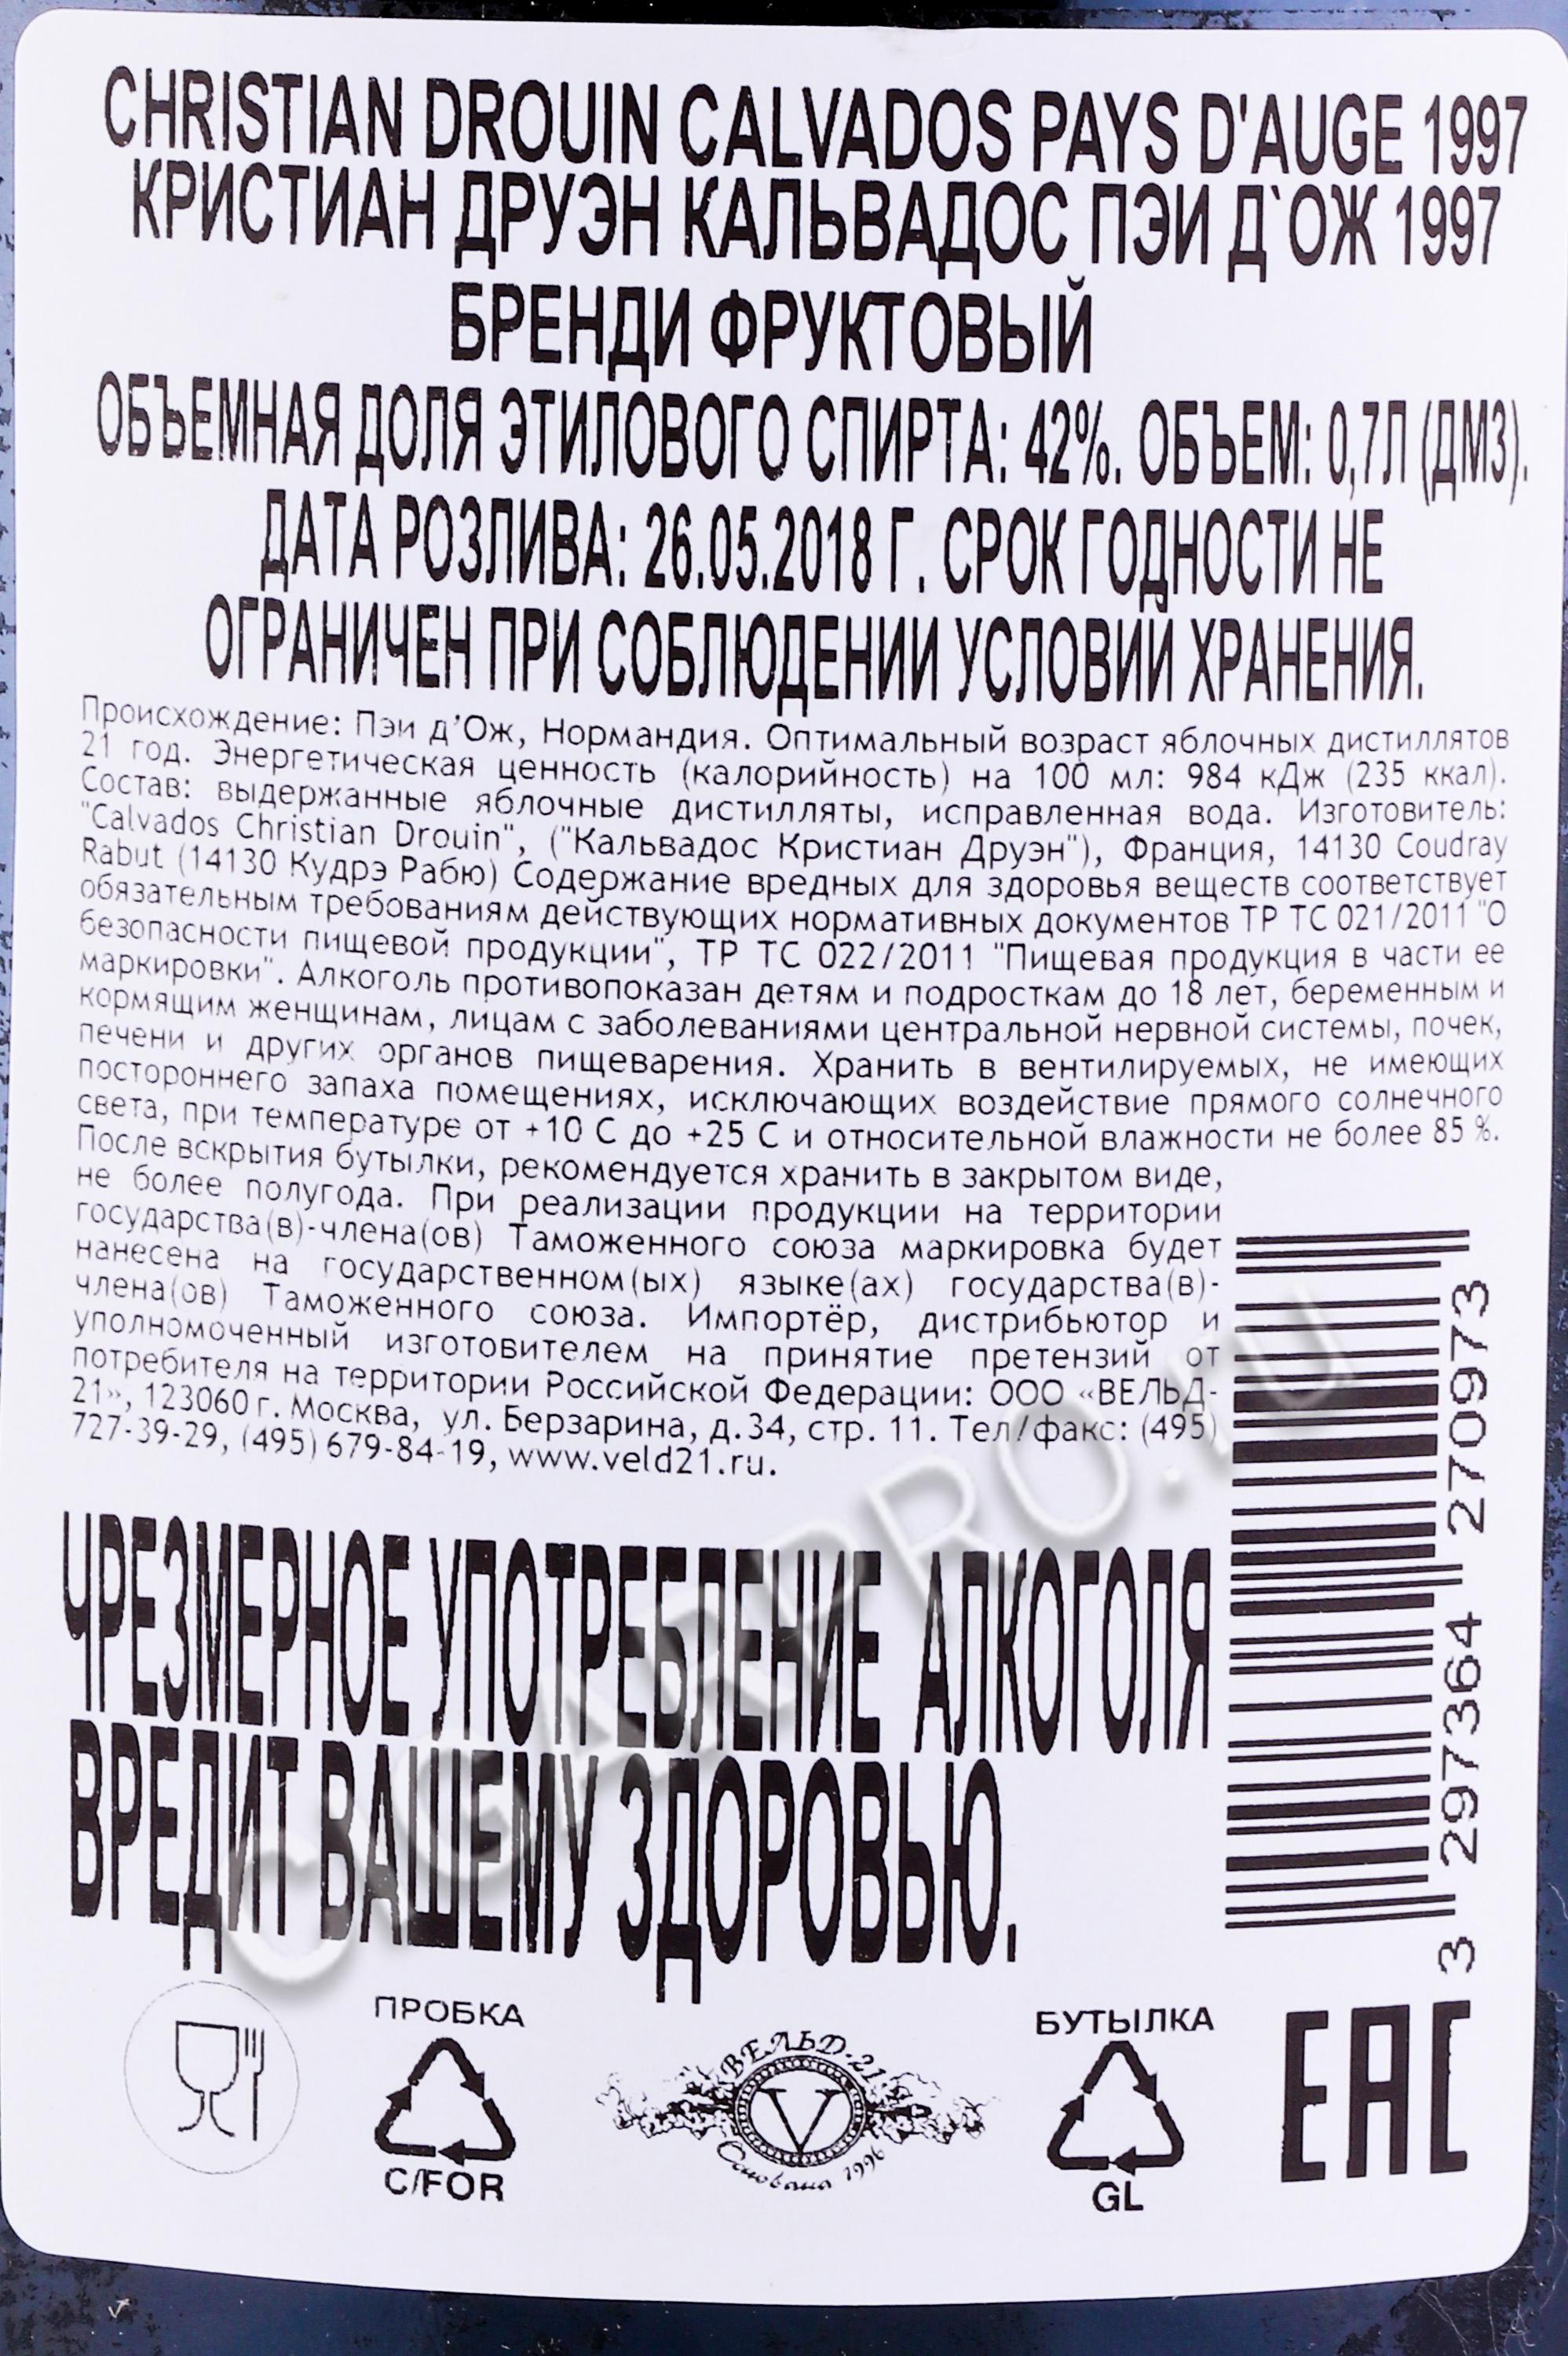 CHRISTIAN DROUIN CALVADOS PAYS D'AUGE 1997
КРИСТИАН ДРУЭН КАЛЬВАДОС ПЭИ Д`ОЖ 1997
БРЕНДИ ФРУКТОВЫЙ
ОБЪЕМНАЯ ДОЛЯ ЭТИЛОВОГО СПИРТА: 42%. ОБЪЕМ: 0,7Л (ДМ3).
ДАТА РОЗЛИВА: 26.05.2018 Г. СРОК ГОДНОСТИ НЕ
ОГРАНИЧЕН ПРИ СОБЛЮДЕНИИ УСЛОВИЙ ХРАНЕНИЯ.
Происхождение: Пэи д'Ож, Нормандия. Оптимальный возраст яблочных дистиллятов
21 год. Энергетическая ценность (калорийность) на 100 мл: 984 кДж (235 ккал).
Состав: выдержанные яблочные дистилляты, исправленная вода. Изготовитель:
"Calvados Christian Drouin", ("Кальвадос Кристиан Друэн"), Франция, 14130 Coudray
Rabut (14130 Кудрэ Рабю) Содержание вредных для здоровья веществ соответствует
обязательным требованиям действующих нормативных документов ТР ТС 021/2011 "О
безопасности пищевой продукции", ТР ТС 022/2011 "Пищевая продукция в части ее
маркировки". Алкоголь противопоказан детям и подросткам до 18 лет, беременным и
кормящим женщинам, лицам с заболеваниями центральной нервной системы, почек,
печени и других органов пищеварения. Хранить в вентилируемых, не имеющих
постороннего запаха помещениях, исключающих воздействие прямого солнечного
света, при температуре от +10 С до +25 С и относительной влажности не более 85 %.
После вскрытия бутылки, рекомендуется хранить в закрытом виде,
не более полугода. При реализации продукции на территории
государства(в)-члена(ов) Таможенного союза маркировка будет
нанесена на государственном(ых) языке(ах) государства(в)-
члена(ов) Таможенного союза. Импортёр, дистрибьютор и
уполномоченный изготовителем на принятие претензий от
потребителя на территории Российской Федерации: ООО «ВЕЛЬД-
21», 123060 г. Москва, ул. Берзарина, д.34, стр. 11. Тел/факс: (495)
727-39-29, (495) 679-84-19, www.veld21.ru.
3 297364 270973
ЧРЕЗМЕРНОЕ УПОТРЕБЛЕНИЕ АЛКОГОЛЯ
ВРЕДИТ ВАШЕМУ ЗДОРОВЬЮ.
CIGARPRO.ru
ПРОБКА
C/FOR
ВЕЛЬД-21
V
Основана 1996
БУТЫЛКА
GL
EAC